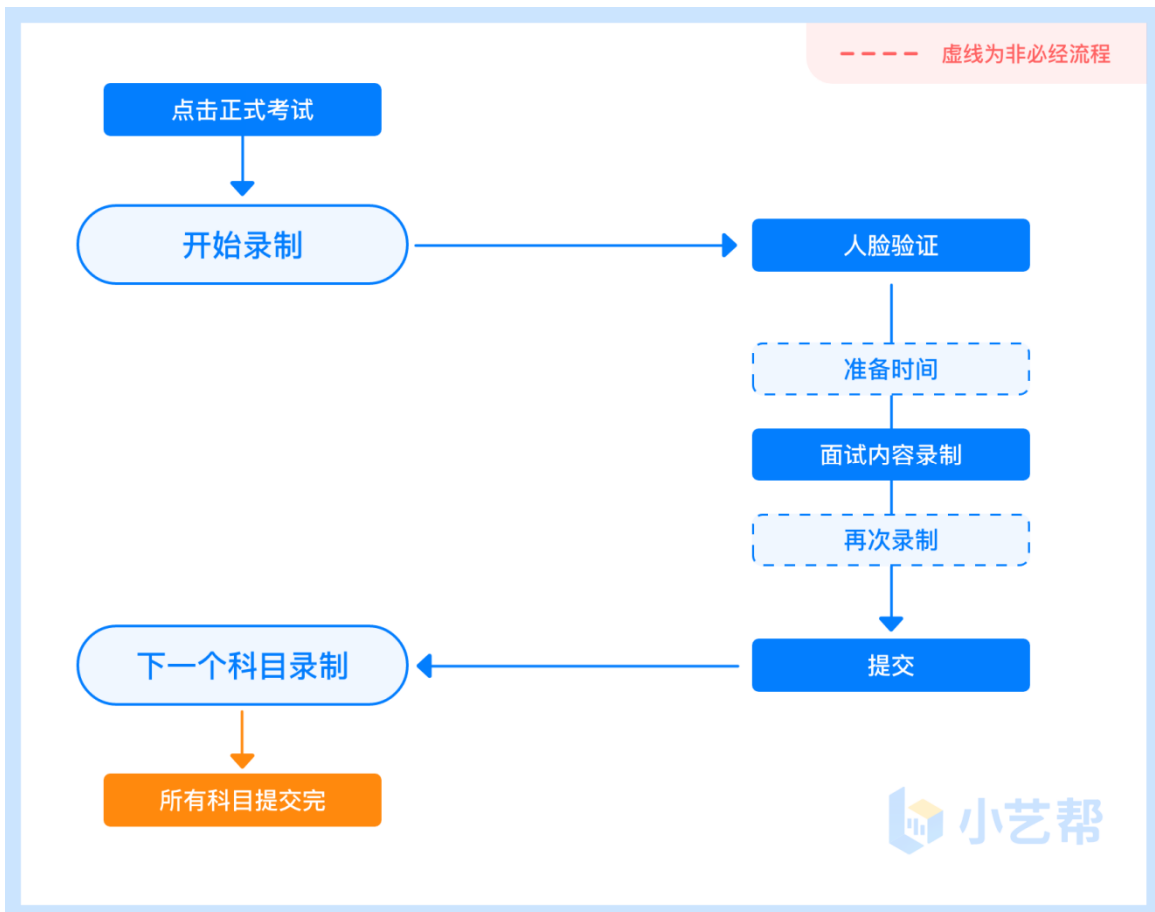 ---- 虚线为非必经流程
点击正式考试
开始录制
人脸验证
准备时间
面试内容录制
再次录制
提交
下一个科目录制
所有科目提交完
小艺帮